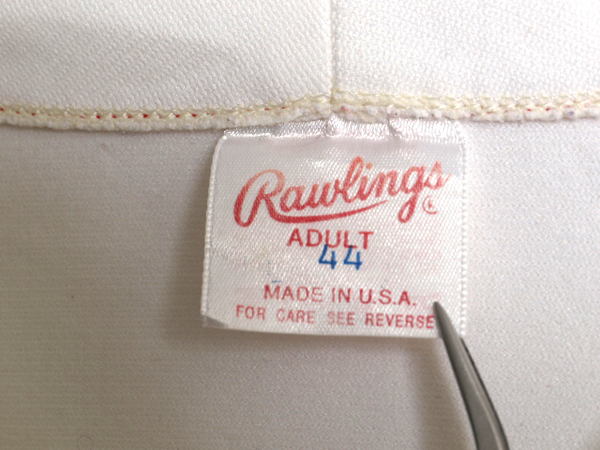 Rawlings®
ADULT
44
MADE IN U.S.A.
FOR CARE SEE REVERSE